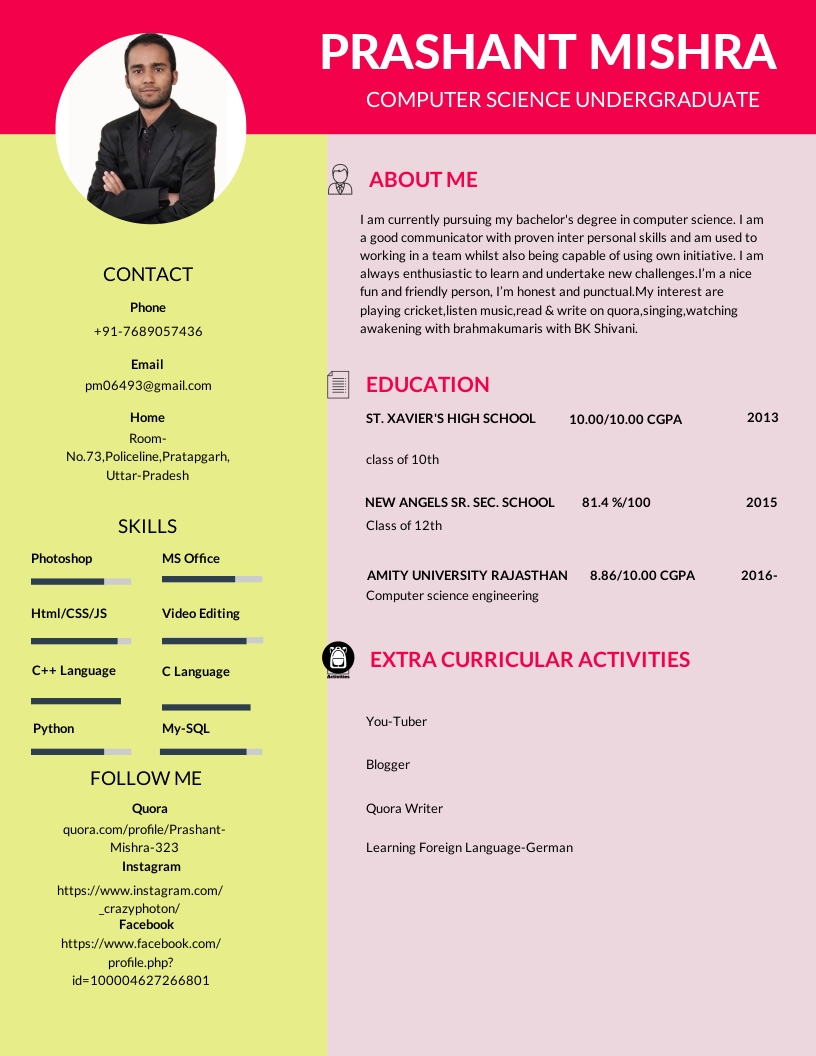 PRASHANT MISHRA
COMPUTER SCIENCE UNDERGRADUATE
CONTACT
Phone
+91-7689057436
Email
pm06493@gmail.com
Home
Room-
No.73,Policeline,Pratapgarh,
Uttar-Pradesh
SKILLS
Photoshop
MS Office
Html/CSS/JS
Video Editing
C++ Language
C Language
Python
My-SQL
FOLLOW ME
Quora
quora.com/profile/Prashant-
Mishra-323
Instagram
https://www.instagram.com/
_crazyphoton/
Facebook
https://www.facebook.com/
profile.php?
id=100004627266801
ABOUT ME
I am currently pursuing my bachelor's degree in computer science. I am
a good communicator with proven inter personal skills and am used to
working in a team whilst also being capable of using own initiative. I am
always enthusiastic to learn and undertake new challenges.I'm a nice
fun and friendly person, I'm honest and punctual.My interest are
playing cricket,listen music,read & write on quora,singing,watching
awakening with brahmakumaris with BK Shivani.
EDUCATION
ST. XAVIER'S HIGH SCHOOL 10.00/10.00 CGPA 2013
class of 10th
NEW ANGELS SR. SEC. SCHOOL 81.4 %/100 2015
Class of 12th
AMITY UNIVERSITY RAJASTHAN 8.86/10.00 CGPA 2016-
Computer science engineering
Activities
EXTRA CURRICULAR ACTIVITIES
You-Tuber
Blogger
Quora Writer
Learning Foreign Language-German